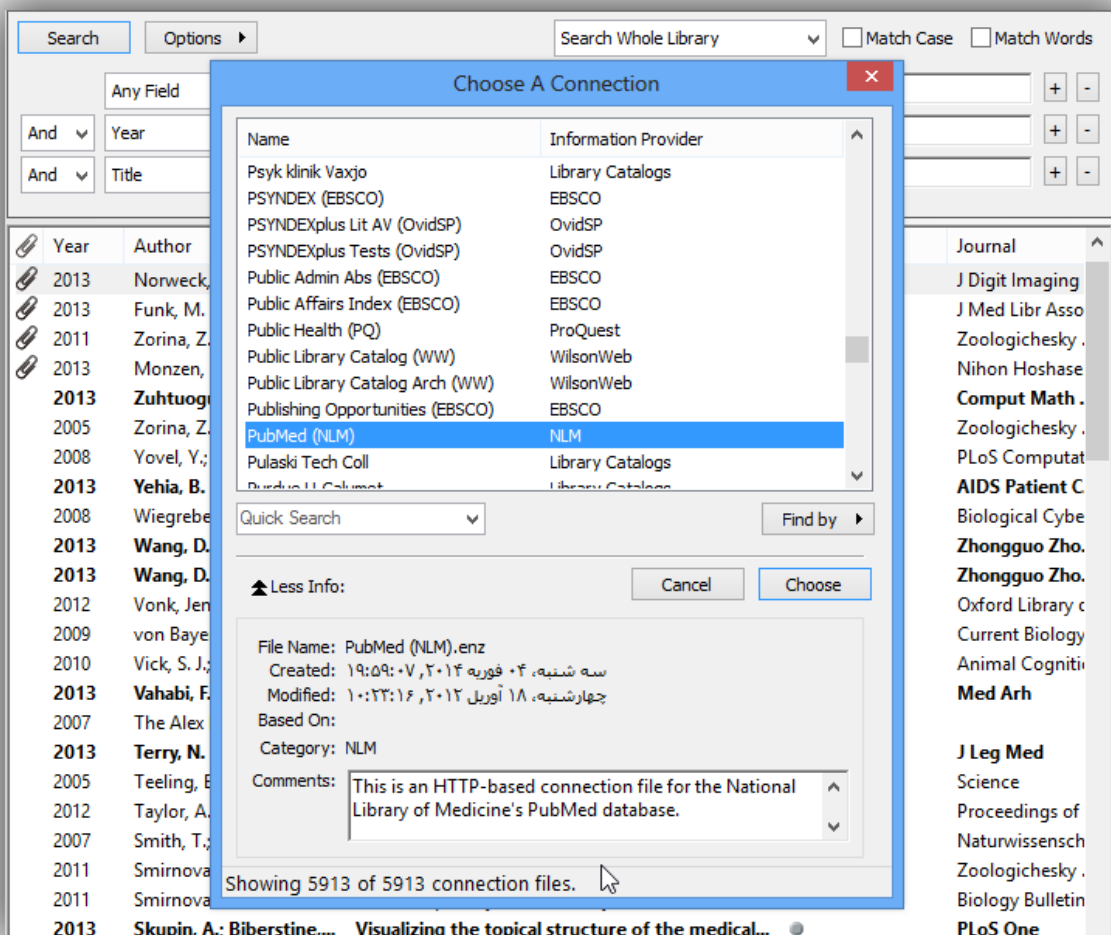 Search Options Search Whole Library Match Case Match Words
Any Field + -
And Year + -
And Title + -
Choose A Connection
Name Information Provider
Psyk klinik Vaxjo Library Catalogs
PSYNDEX (EBSCO) EBSCO
PSYNDEXplus Lit AV (OvidSP) OvidSP
PSYNDEXplus Tests (OvidSP) OvidSP
Public Admin Abs (EBSCO) EBSCO
Public Affairs Index (EBSCO) EBSCO
Public Health (PQ) ProQuest
Public Library Catalog (WW) WilsonWeb
Public Library Catalog Arch (WW) WilsonWeb
Publishing Opportunities (EBSCO) EBSCO
PubMed (NLM) NLM
Pulaski Tech Coll Library Catalogs
Purdue U Calumet Library Catalogs
Quick Search Find by
Less Info: Cancel Choose
File Name: PubMed (NLM).enz
Created: سه شنبه، ۰۴ فوریه ۲۰۱۴, ۱۹:۵۹:۰۷
Modified: چهارشنبه، ۱۸ آوریل ۲۰۱۲, ۱۰:۲۳:۱۶
Based On:
Category: NLM
Comments: This is an HTTP-based connection file for the National
Library of Medicine's PubMed database.
Showing 5913 of 5913 connection files.
Year Author Journal
2013 Norweck, J Digit Imaging
2013 Funk, M. J Med Libr Asso
2011 Zorina, Z. Zoologichesky .
2013 Monzen, Nihon Hoshase
2013 Zuhtuog Comput Math .
2005 Zorina, Z. Zoologichesky .
2008 Yovel, Y.; PLoS Computat
2013 Yehia, B. AIDS Patient C
2008 Wiegrebe Biological Cybe
2013 Wang, D. Zhongguo Zho.
2013 Wang, D. Zhongguo Zho.
2012 Vonk, Jen Oxford Library
2009 von Baye Current Biology
2010 Vick, S. J.; Animal Cogniti
2013 Vahabi, F. Med Arh
2007 The Alex
2013 Terry, N. J Leg Med
2005 Teeling, E Science
2012 Taylor, A. Proceedings of
2007 Smith, T.; Naturwissensch
2011 Smirnova Zoologichesky .
2011 Smirnova Biology Bulletin
2013 Skupin, A.; Biberstine,... Visualizing the topical structure of the medical... PLoS One